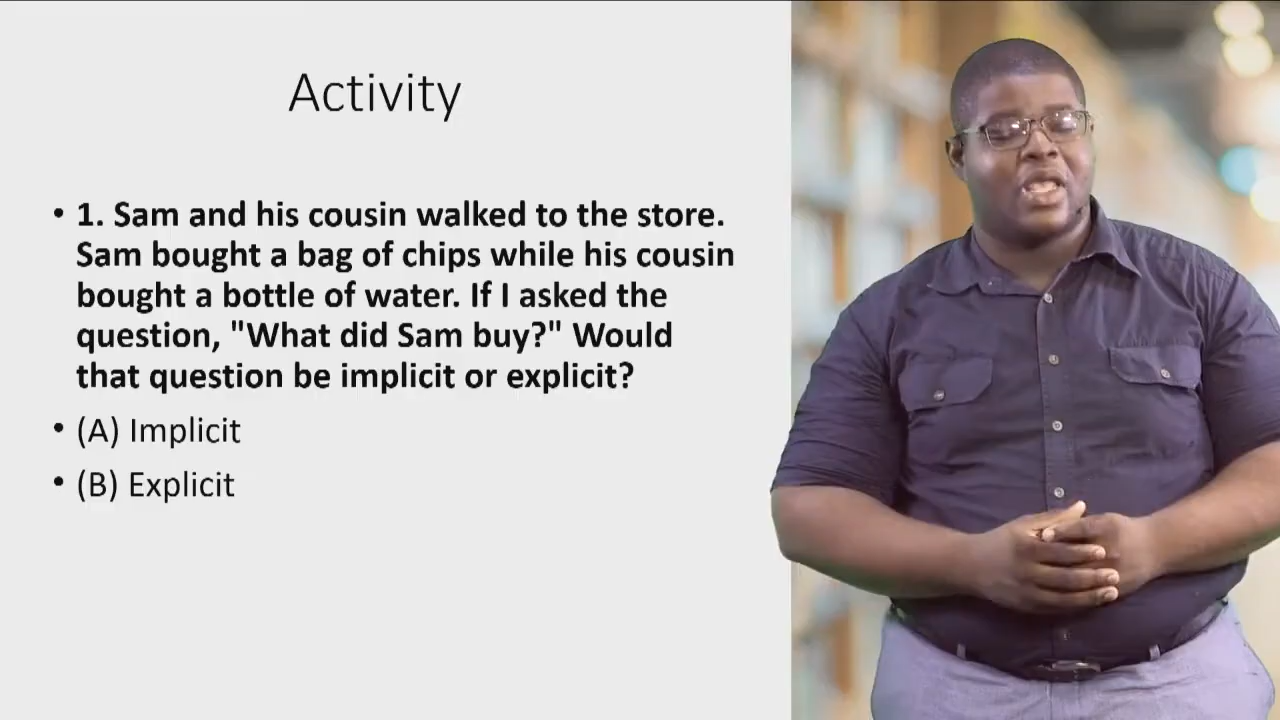 Activity
• 1. Sam and his cousin walked to the store.
Sam bought a bag of chips while his cousin
bought a bottle of water. If I asked the
question, "What did Sam buy?" Would
that question be implicit or explicit?
• (A) Implicit
• (B) Explicit